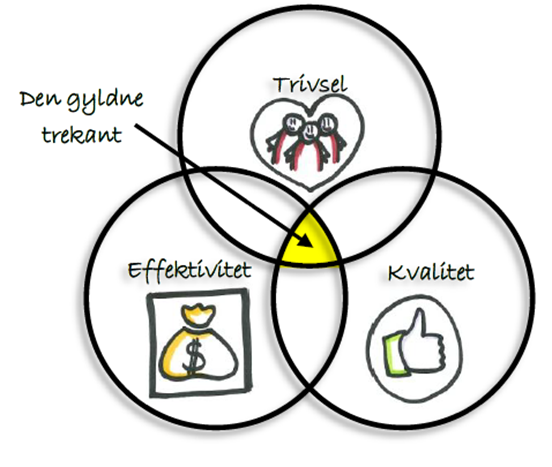 Trivsel
Den gyldne
trekant
Effektivitet
Kvalitet
$